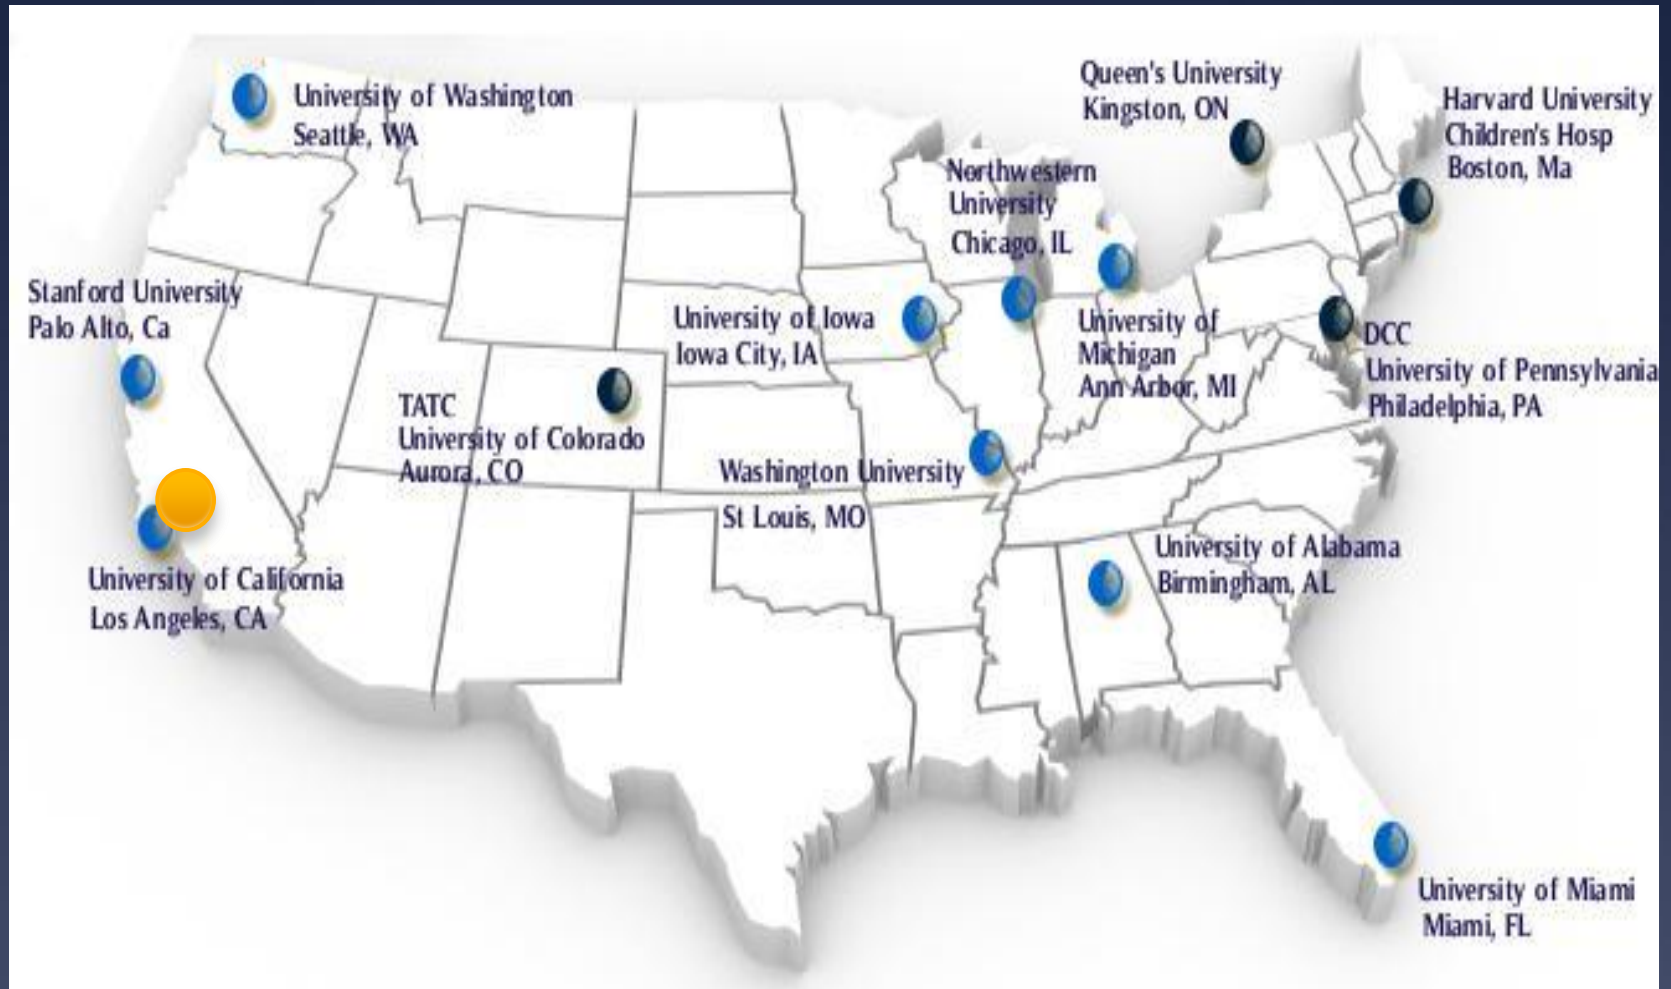 University of Washington
Seattle, WA
Queen's University
Kingston, ON
Harvard University
Children's Hosp
Boston, Ma
Northwestern
University
Chicago, IL
Stanford University
Palo Alto, Ca
University of Iowa
Iowa City, IA
University of
Michigan
Ann Arbor, MI
DCC
University of Pennsylvania
Philadelphia, PA
TATC
University of Colorado
Aurora, CO
Washington University
St Louis, MO
University of Alabama
Birmingham, AL
University of California
Los Angeles, CA
University of Miami
Miami, FL